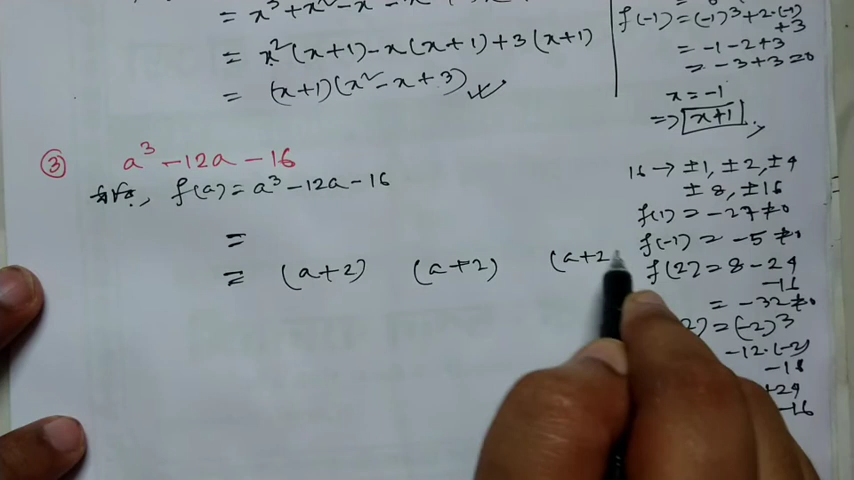 = x³ + x² - x
= x²(x+1) - x(x+1) + 3(x+1)
= (x+1)(x² - x + 3)
③ a³ - 12a - 16
ধরি, f(a) = a³ - 12a - 16
=
= (a+2) (a+2) (a+2
f(-1) = (-1)³ + 2·(-1)
+3
= -1 - 2 + 3
= -3 + 3 = 0
x = -1
=> x+1
16 → ±1, ±2, ±4
±8, ±16
f(1) = -27 ≠ 0
f(-1) = -5 ≠ 0
f(2) = 8 - 24
-16
= -32 ≠ 0
2) = (-2)³
-12·(-2)
+24
-16